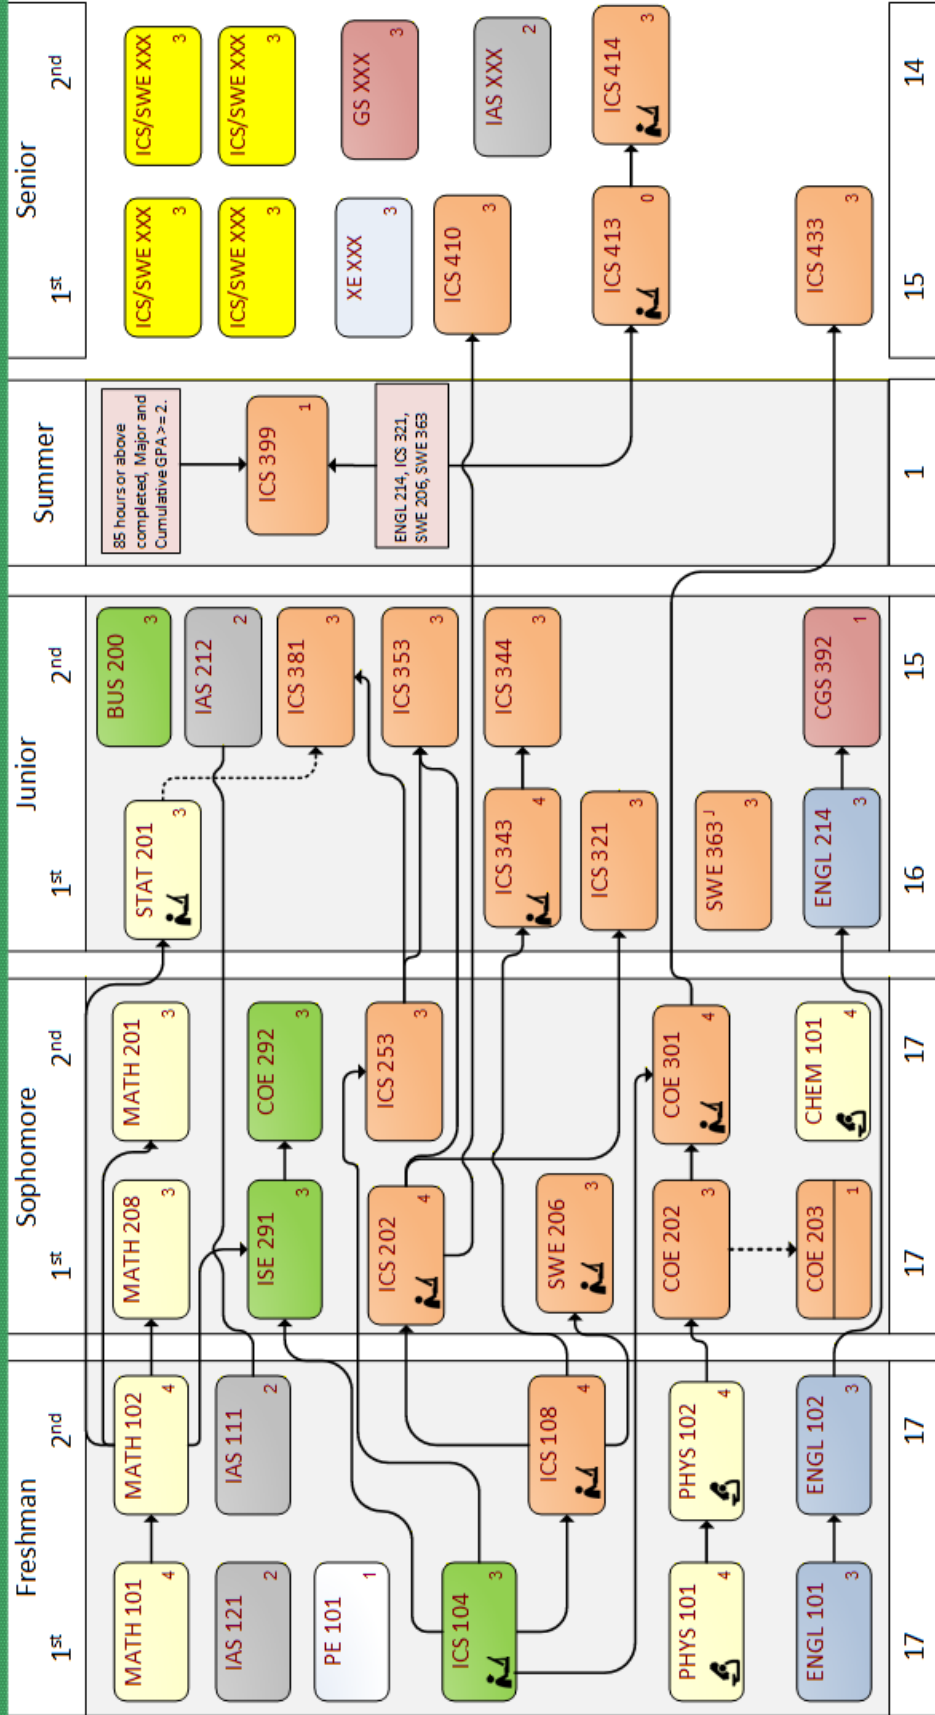 Freshman
Sophomore
Junior
Summer
Senior
1st
2nd
1st
2nd
1st
2nd
1st
2nd
MATH 101
4
IAS 121
2
PE 101
1
ICS 104
3
PHYS 101
4
ENGL 101
3
17
MATH 102
4
IAS 111
2
ICS 108
4
PHYS 102
4
ENGL 102
3
17
MATH 208
3
ISE 291
3
ICS 202
4
SWE 206
3
COE 202
3
COE 203
1
17
MATH 201
3
COE 292
3
ICS 253
3
COE 301
4
CHEM 101
4
17
STAT 201
3
ICS 343
4
ICS 321
3
SWE 363 J
3
ENGL 214
3
16
BUS 200
3
IAS 212
2
ICS 381
3
ICS 353
3
ICS 344
3
CGS 392
1
15
85 hours or above
completed, Major and
Cumulative GPA >= 2.
ICS 399
1
ENGL 214, ICS 321,
SWE 206, SWE 363
1
ICS/SWE XXX
3
ICS/SWE XXX
3
XE XXX
3
ICS 410
3
ICS 413
0
ICS 433
3
15
ICS/SWE XXX
3
ICS/SWE XXX
3
GS XXX
3
IAS XXX
2
ICS 414
3
14